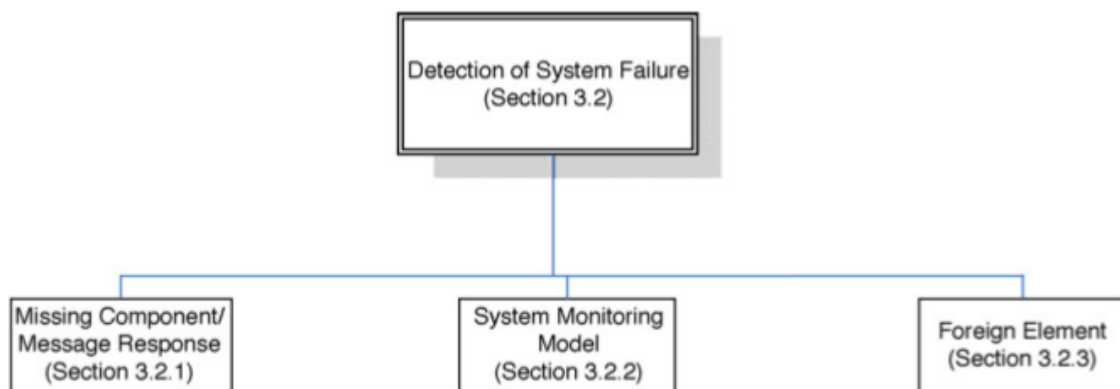 Detection of System Failure
(Section 3.2)
Missing Component/
Message Response
(Section 3.2.1)
System Monitoring
Model
(Section 3.2.2)
Foreign Element
(Section 3.2.3)